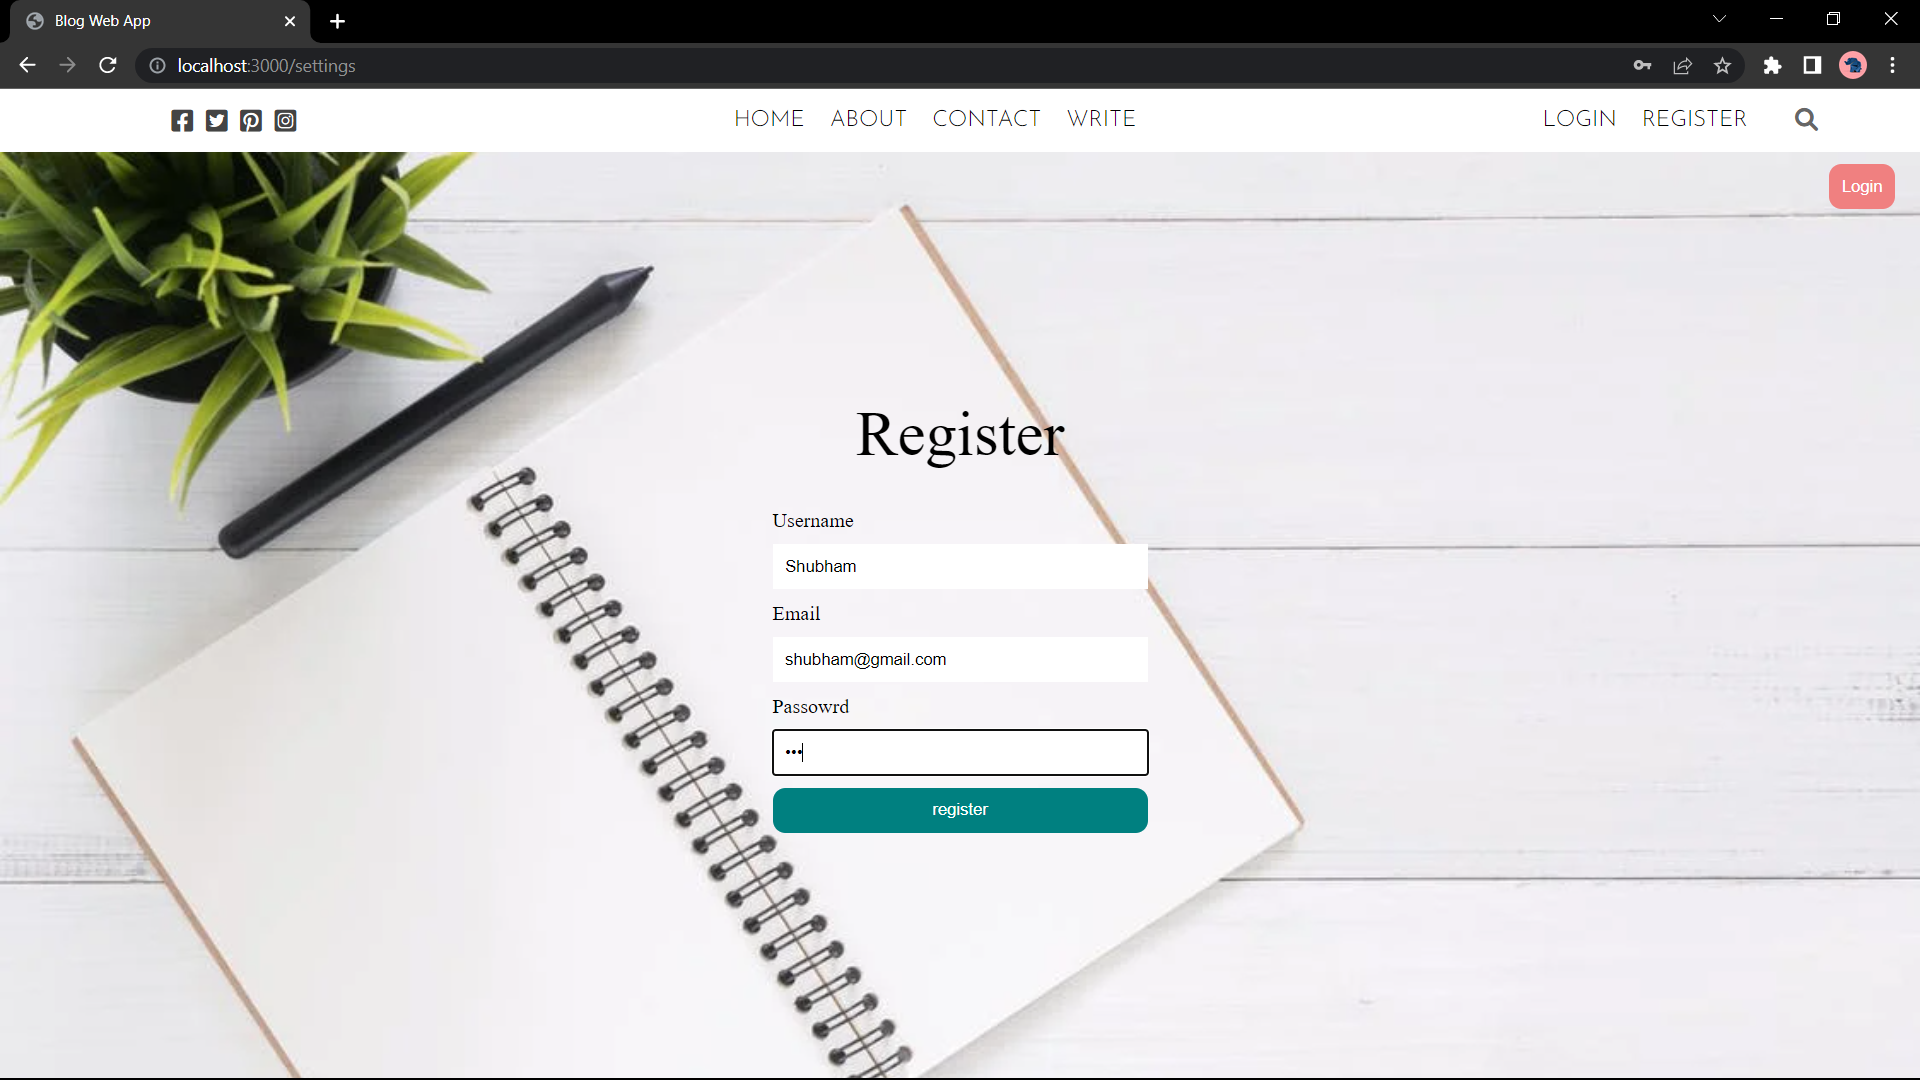 Blog Web App
localhost:3000/settings
HOME ABOUT CONTACT WRITE LOGIN REGISTER
Login
Register
Username
Shubham
Email
shubham@gmail.com
Passowrd
•••
register